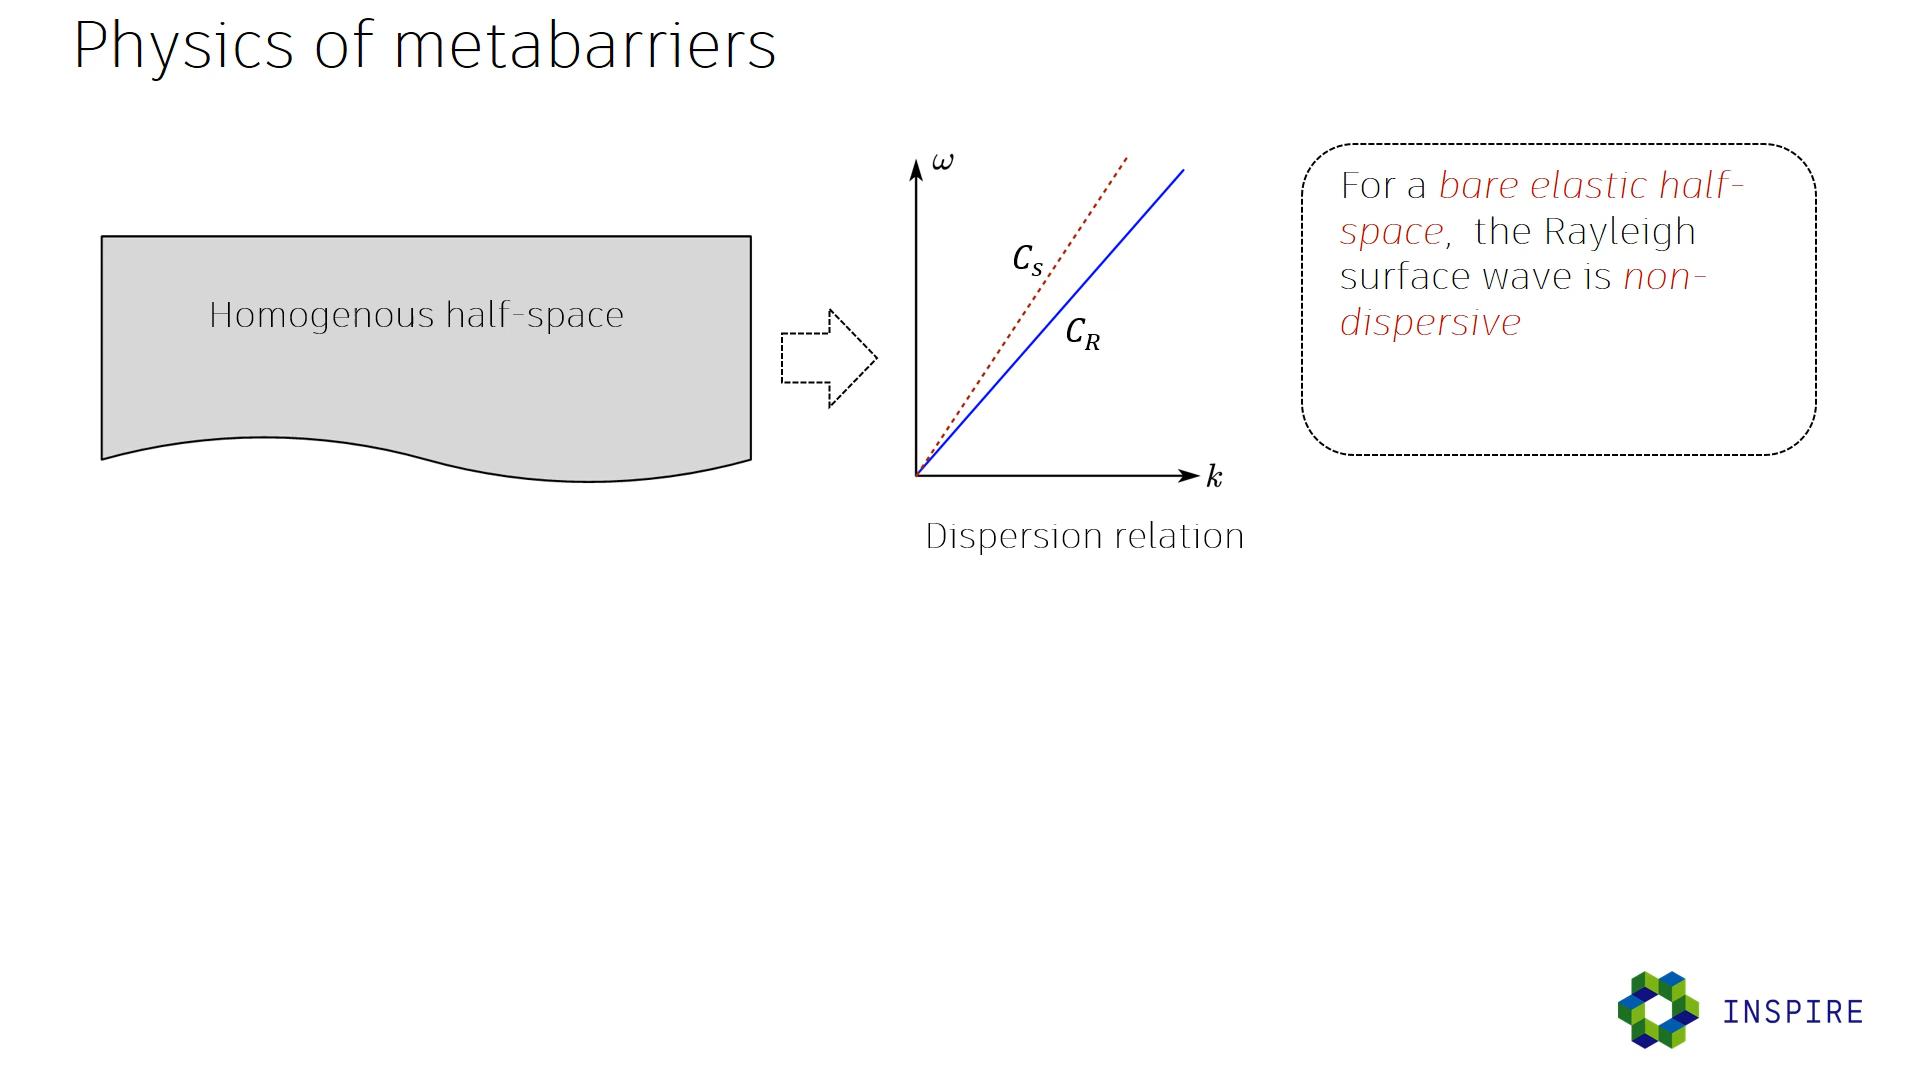 Physics of metabarriers
Homogenous half-space
ω
C_s
C_R
k
Dispersion relation
For a bare elastic half-
space,  the Rayleigh
surface wave is non-
dispersive
INSPIRE